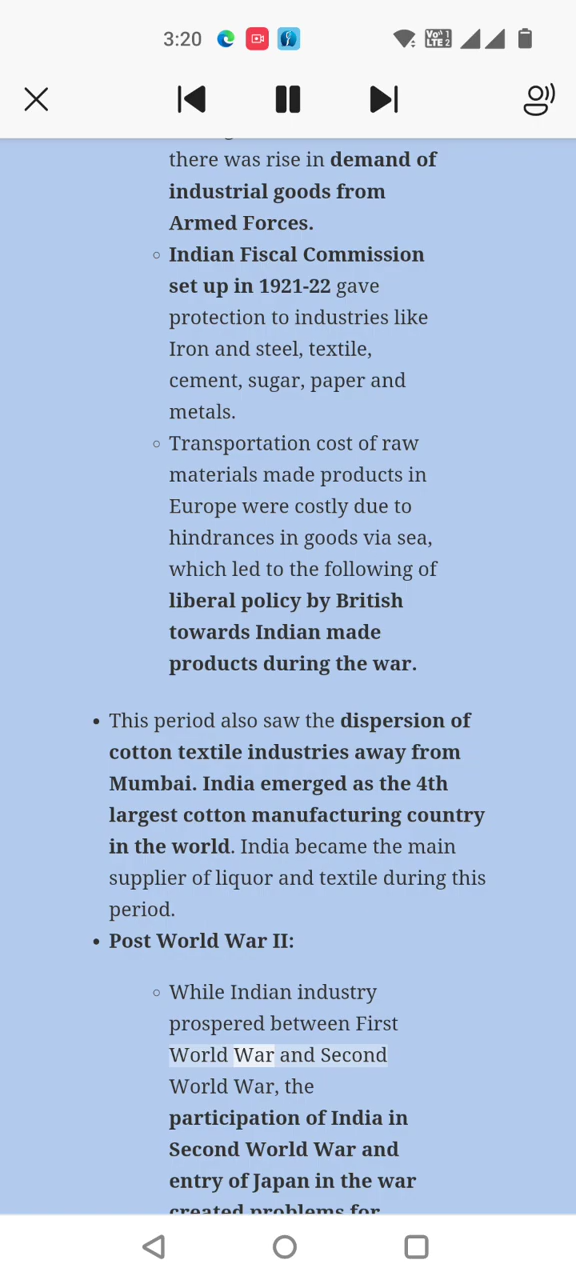 3:20
Vo 1
LTE 2
there was rise in demand of
industrial goods from
Armed Forces.
Indian Fiscal Commission
set up in 1921-22 gave
protection to industries like
Iron and steel, textile,
cement, sugar, paper and
metals.
Transportation cost of raw
materials made products in
Europe were costly due to
hindrances in goods via sea,
which led to the following of
liberal policy by British
towards Indian made
products during the war.
This period also saw the dispersion of
cotton textile industries away from
Mumbai. India emerged as the 4th
largest cotton manufacturing country
in the world. India became the main
supplier of liquor and textile during this
period.
Post World War II:
While Indian industry
prospered between First
World War and Second
World War, the
participation of India in
Second World War and
entry of Japan in the war
created problems for